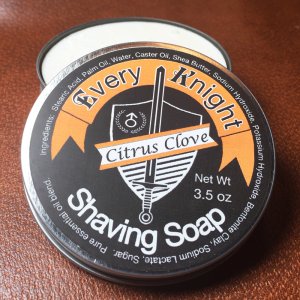 Every Knight
Citrus Clove
Net Wt
3.5 oz
Shaving Soap
Ingredients: Stearic Acid, Palm Oil, Water, Caster Oil, Shea Butter, Sodium Hydroxide, Potassium Hydroxide, Bentonite Clay, Sodium Lactate, Sugar, Pure essential oil blend.